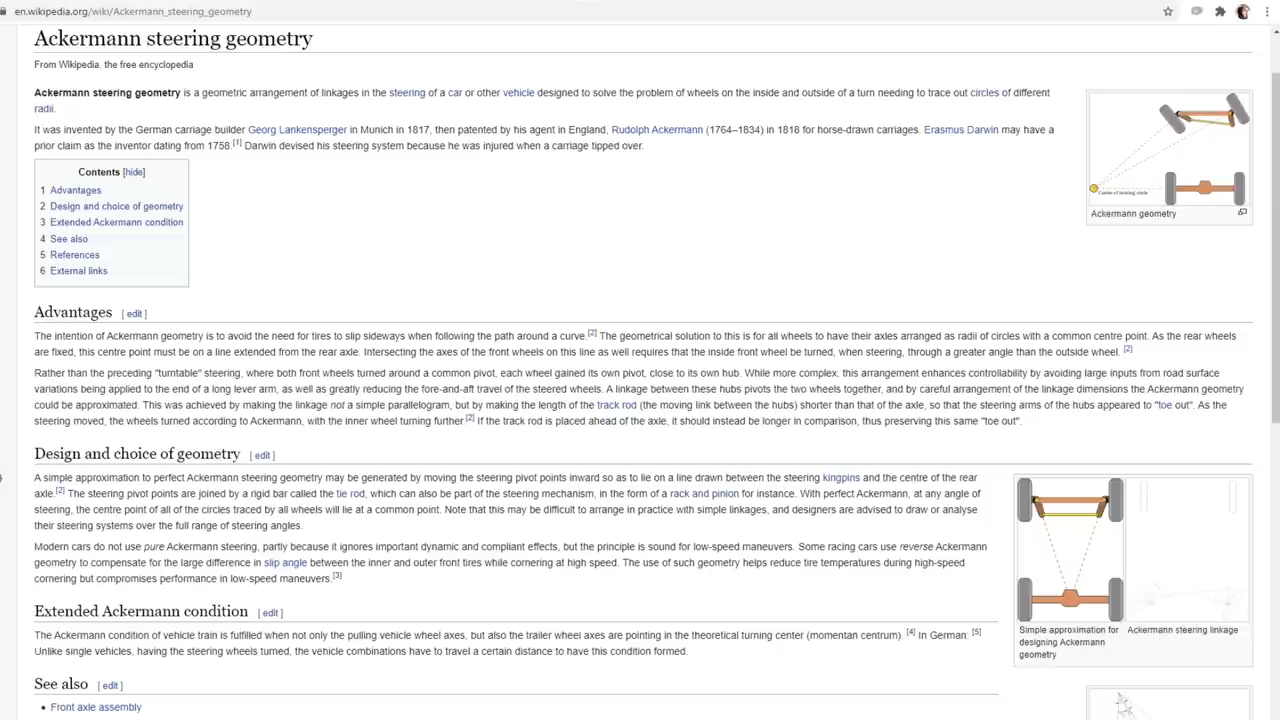 en.wikipedia.org/wiki/Ackermann_steering_geometry
Ackermann steering geometry
From Wikipedia, the free encyclopedia
Ackermann steering geometry is a geometric arrangement of linkages in the steering of a car or other vehicle designed to solve the problem of wheels on the inside and outside of a turn needing to trace out circles of different
radii.
It was invented by the German carriage builder Georg Lankensperger in Munich in 1817, then patented by his agent in England, Rudolph Ackermann (1764–1834) in 1818 for horse-drawn carriages. Erasmus Darwin may have a
prior claim as the inventor dating from 1758.[1] Darwin devised his steering system because he was injured when a carriage tipped over.
Centre of turning circle
Ackermann geometry
Contents [hide]
1 Advantages
2 Design and choice of geometry
3 Extended Ackermann condition
4 See also
5 References
6 External links
Advantages [ edit ]
The intention of Ackermann geometry is to avoid the need for tires to slip sideways when following the path around a curve.[2] The geometrical solution to this is for all wheels to have their axles arranged as radii of circles with a common centre point. As the rear wheels
are fixed, this centre point must be on a line extended from the rear axle. Intersecting the axes of the front wheels on this line as well requires that the inside front wheel be turned, when steering, through a greater angle than the outside wheel. [2]
Rather than the preceding "turntable" steering, where both front wheels turned around a common pivot, each wheel gained its own pivot, close to its own hub. While more complex, this arrangement enhances controllability by avoiding large inputs from road surface
variations being applied to the end of a long lever arm, as well as greatly reducing the fore-and-aft travel of the steered wheels. A linkage between these hubs pivots the two wheels together, and by careful arrangement of the linkage dimensions the Ackermann geometry
could be approximated. This was achieved by making the linkage not a simple parallelogram, but by making the length of the track rod (the moving link between the hubs) shorter than that of the axle, so that the steering arms of the hubs appeared to "toe out". As the
steering moved, the wheels turned according to Ackermann, with the inner wheel turning further.[2] If the track rod is placed ahead of the axle, it should instead be longer in comparison, thus preserving this same "toe out".
Design and choice of geometry [ edit ]
A simple approximation to perfect Ackermann steering geometry may be generated by moving the steering pivot points inward so as to lie on a line drawn between the steering kingpins and the centre of the rear
axle.[2] The steering pivot points are joined by a rigid bar called the tie rod, which can also be part of the steering mechanism, in the form of a rack and pinion for instance. With perfect Ackermann, at any angle of
steering, the centre point of all of the circles traced by all wheels will lie at a common point. Note that this may be difficult to arrange in practice with simple linkages, and designers are advised to draw or analyse
their steering systems over the full range of steering angles.
Modern cars do not use pure Ackermann steering, partly because it ignores important dynamic and compliant effects, but the principle is sound for low-speed maneuvers. Some racing cars use reverse Ackermann
geometry to compensate for the large difference in slip angle between the inner and outer front tires while cornering at high speed. The use of such geometry helps reduce tire temperatures during high-speed
cornering but compromises performance in low-speed maneuvers.[3]
Simple approximation for
designing Ackermann
geometry
Ackermann steering linkage
Extended Ackermann condition [ edit ]
The Ackermann condition of vehicle train is fulfilled when not only the pulling vehicle wheel axes, but also the trailer wheel axes are pointing in the theoretical turning center (momentan centrum). [4] In German: [5]
Unlike single vehicles, having the steering wheels turned, the vehicle combinations have to travel a certain distance to have this condition formed.
See also [ edit ]
• Front axle assembly